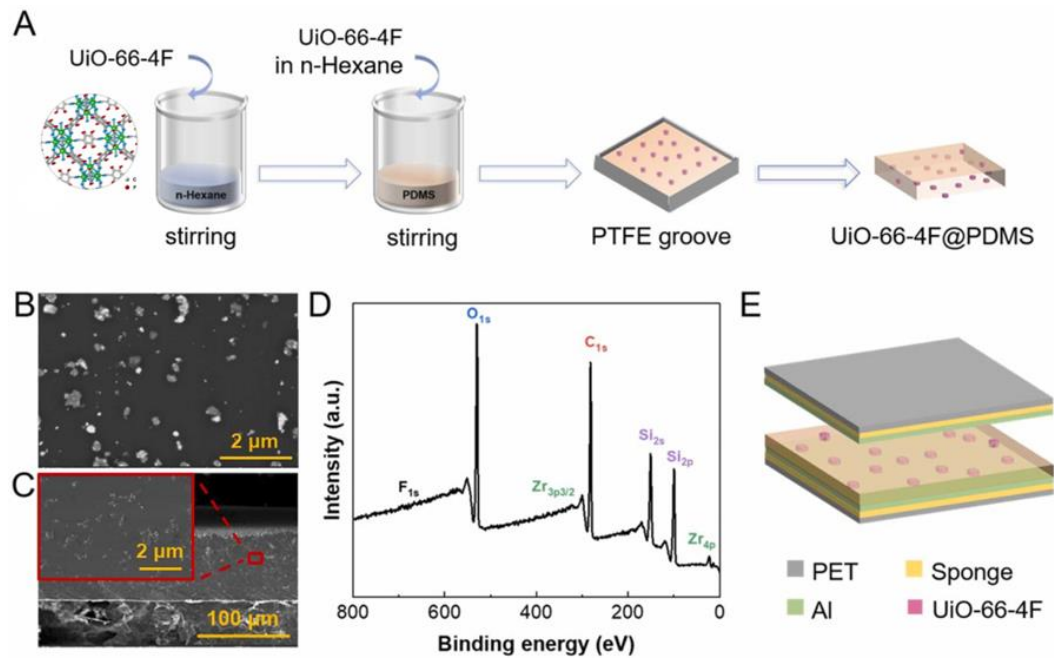 A
UiO-66-4F
UiO-66-4F
in n-Hexane
n-Hexane
PDMS
stirring
stirring
PTFE groove
UiO-66-4F@PDMS
B
2 μm
C
2 μm
100 μm
D
O1s
C1s
Si2s
Si2p
F1s
Zr3p3/2
Zr4p
Intensity (a.u.)
800
600
400
200
0
Binding energy (eV)
E
PET
Sponge
Al
UiO-66-4F